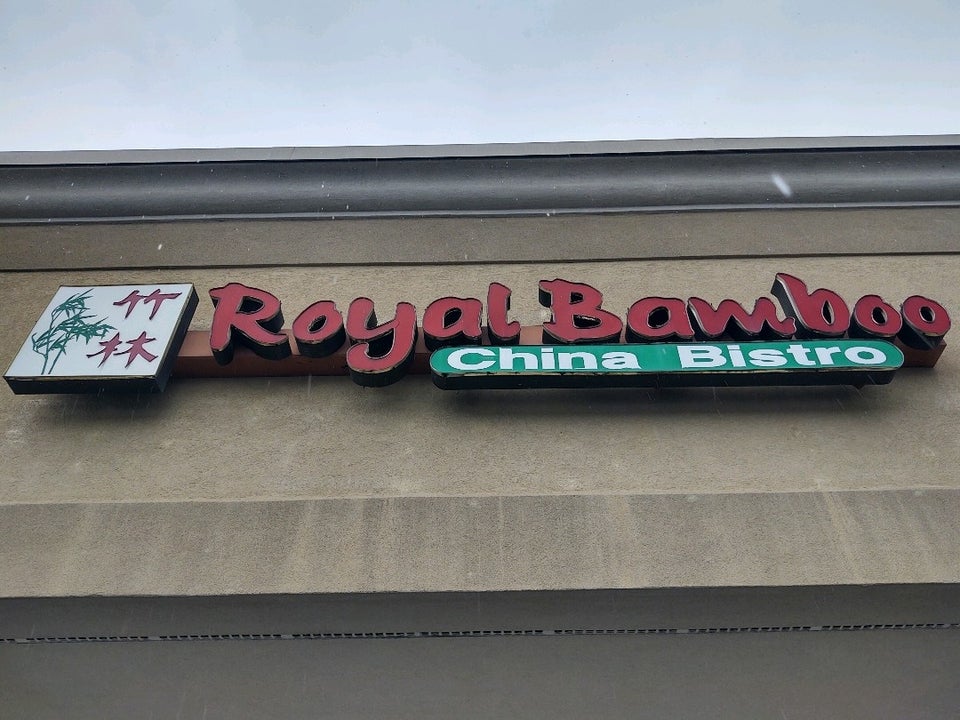 竹
林
Royal Bamboo
China Bistro